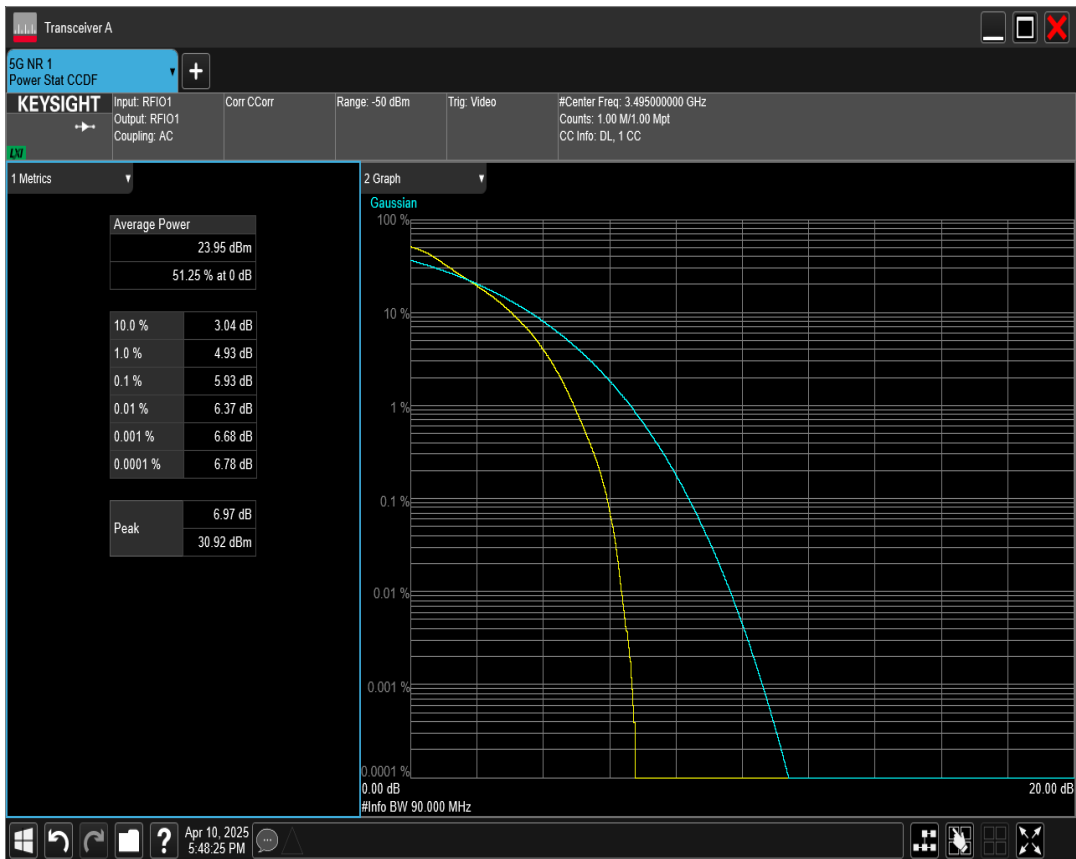 Transceiver A
5G NR 1
Power Stat CCDF
KEYSIGHT
LXI
Input: RFIO1
Output: RFIO1
Coupling: AC
Corr CCorr
Range: -50 dBm
Trig: Video
#Center Freq: 3.495000000 GHz
Counts: 1.00 M/1.00 Mpt
CC Info: DL, 1 CC
1 Metrics
Average Power
23.95 dBm
51.25 % at 0 dB
10.0 % 3.04 dB
1.0 % 4.93 dB
0.1 % 5.93 dB
0.01 % 6.37 dB
0.001 % 6.68 dB
0.0001 % 6.78 dB
Peak 6.97 dB
30.92 dBm
2 Graph
Gaussian
100 %
10 %
1 %
0.1 %
0.01 %
0.001 %
0.0001 %
0.00 dB 20.00 dB
#Info BW 90.000 MHz
Apr 10, 2025
5:48:25 PM